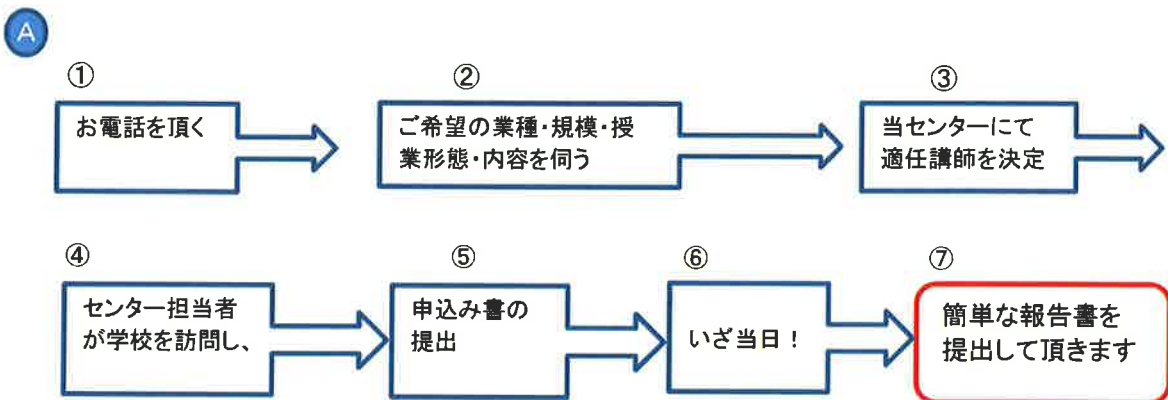 A
①
お電話を頂く
②
ご希望の業種・規模・授
業形態・内容を伺う
③
当センターにて
適任講師を決定
④
センター担当者
が学校を訪問し、
⑤
申込み書の
提出
⑥
いざ当日！
⑦
簡単な報告書を
提出して頂きます